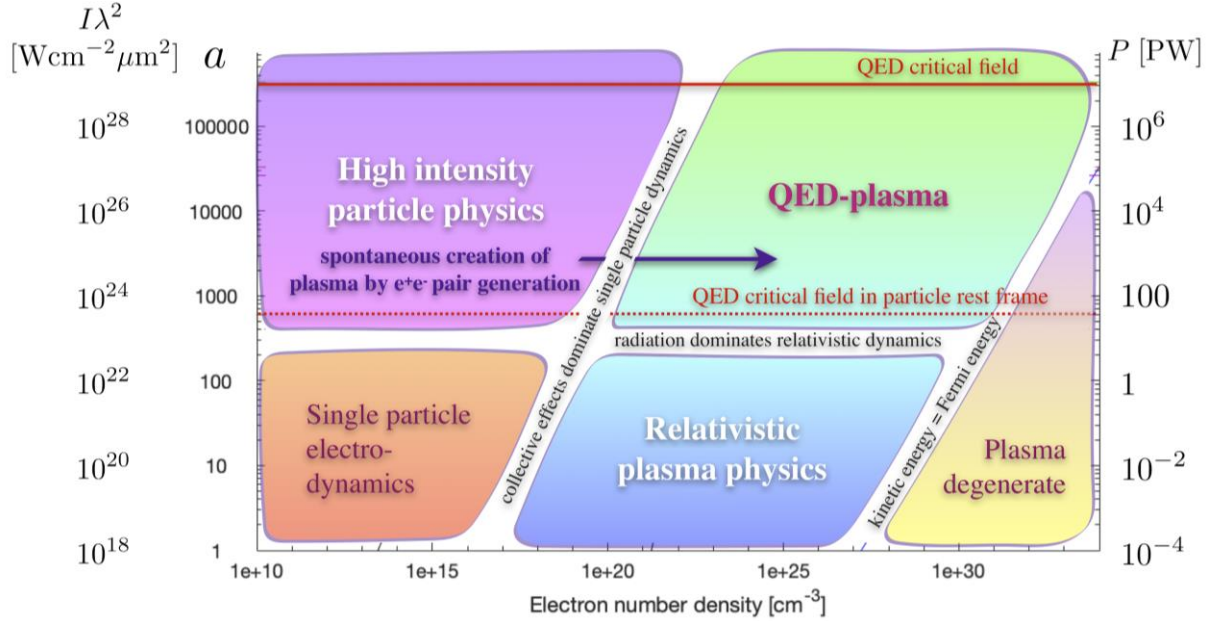 Iλ²
[Wcm⁻²μm²] a
P [PW]
QED critical field
10²⁸ 100000 10⁶
High intensity
particle physics
QED-plasma
10²⁶ 10000 10⁴
spontaneous creation of
plasma by e+e- pair generation
collective effects dominate single particle dynamics
QED critical field in particle rest frame
10²⁴ 1000 100
radiation dominates relativistic dynamics
10²² 100 1
Single particle
electro-
dynamics
Relativistic
plasma physics
kinetic energy = Fermi energy
Plasma
degenerate
10²⁰ 10 10⁻²
10¹⁸ 1 10⁻⁴
1e+10 1e+15 1e+20 1e+25 1e+30
Electron number density [cm⁻³]